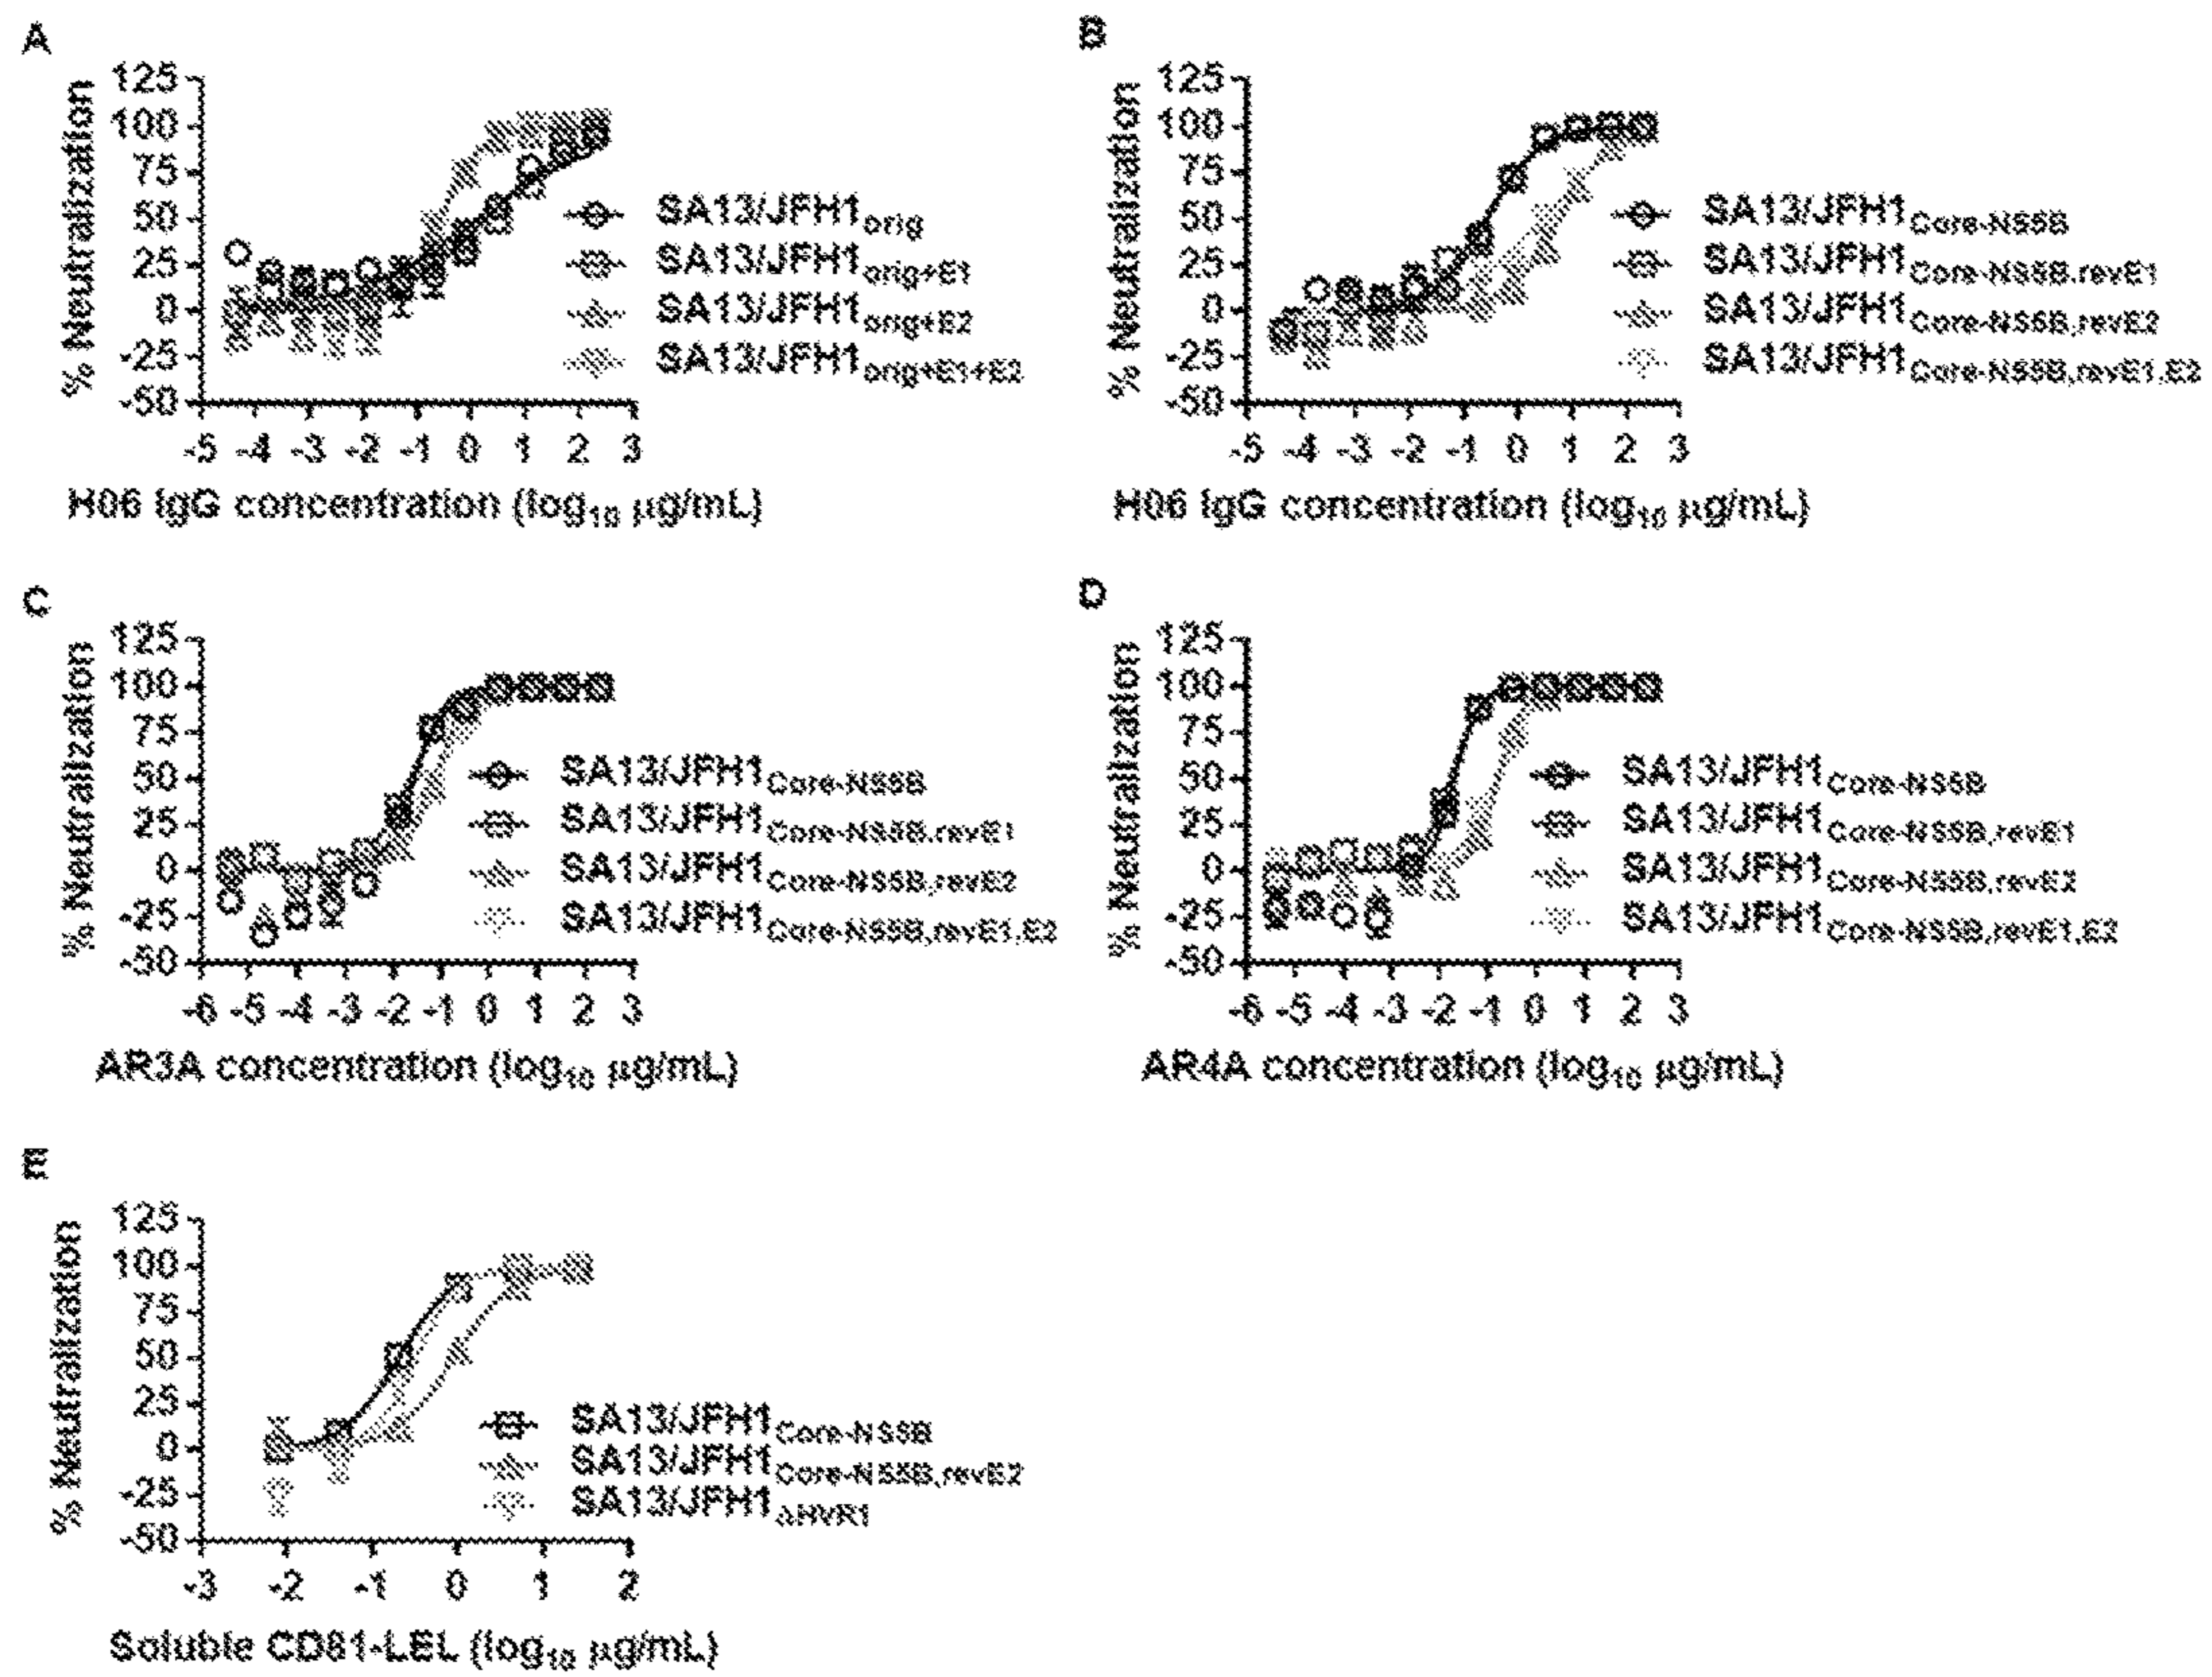 A
125
100
75
50
25
0
-25
-50
% Neutralization
-5 -4 -3 -2 -1 0 1 2 3
H06 IgG concentration (log10 µg/mL)
SA13/JFH1orig
SA13/JFH1orig+E1
SA13/JFH1orig+E2
SA13/JFH1orig+E1+E2
B
125
100
75
50
25
0
-25
-50
% Neutralization
-5 -4 -3 -2 -1 0 1 2 3
H06 IgG concentration (log10 µg/mL)
SA13/JFH1Core-NS5B
SA13/JFH1Core-NS5B,revE1
SA13/JFH1Core-NS5B,revE2
SA13/JFH1Core-NS5B,revE1,E2
C
125
100
75
50
25
0
-25
-50
% Neutralization
-6 -5 -4 -3 -2 -1 0 1 2 3
AR3A concentration (log10 µg/mL)
SA13/JFH1Core-NS5B
SA13/JFH1Core-NS5B,revE1
SA13/JFH1Core-NS5B,revE2
SA13/JFH1Core-NS5B,revE1,E2
D
125
100
75
50
25
0
-25
-50
% Neutralization
-6 -5 -4 -3 -2 -1 0 1 2 3
AR4A concentration (log10 µg/mL)
SA13/JFH1Core-NS5B
SA13/JFH1Core-NS5B,revE1
SA13/JFH1Core-NS5B,revE2
SA13/JFH1Core-NS5B,revE1,E2
E
125
100
75
50
25
0
-25
-50
% Neutralization
-3 -2 -1 0 1 2
Soluble CD81-LEL (log10 µg/mL)
SA13/JFH1Core-NS5B
SA13/JFH1Core-NS5B,revE2
SA13/JFH1ΔHVR1